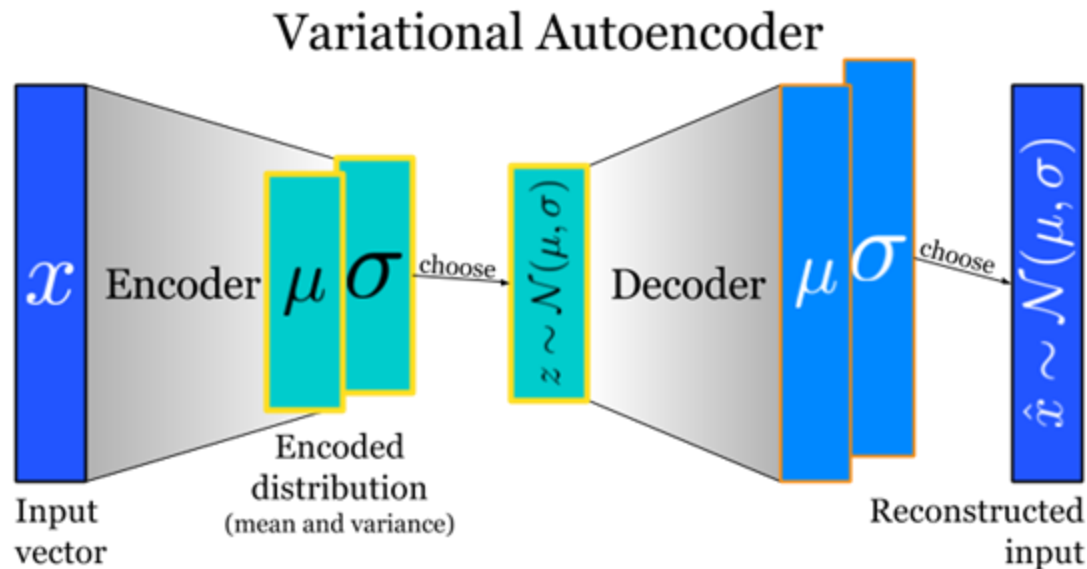 Variational Autoencoder
x
Encoder
μ
σ
choose
z ∼ 𝒩(μ, σ)
Decoder
μ
σ
choose
x̂ ∼ 𝒩(μ, σ)
Input
vector
Encoded
distribution
(mean and variance)
Reconstructed
input